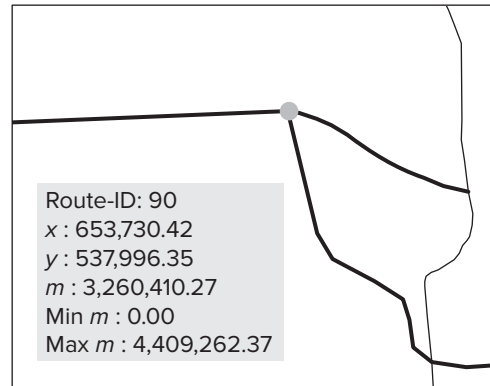 Route-ID: 90
x : 653,730.42
y : 537,996.35
m : 3,260,410.27
Min m : 0.00
Max m : 4,409,262.37